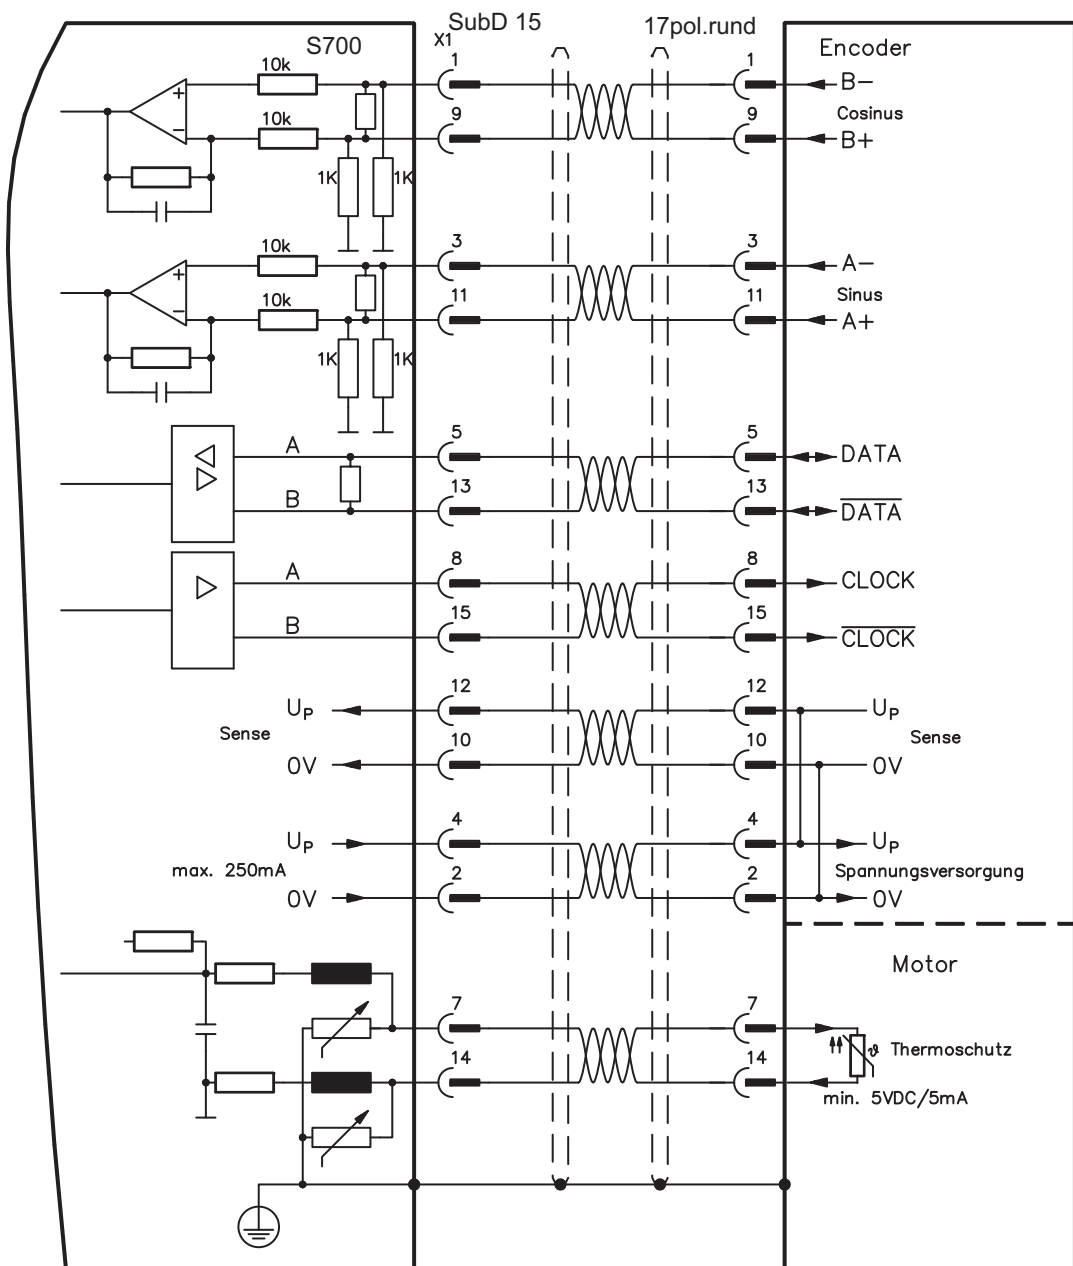 S700
X1
SubD 15
17pol.rund
Encoder
10k
1
1
B−
+
Cosinus
−
10k
9
9
B+
1K
1K
10k
3
3
A−
+
Sinus
−
10k
11
11
A+
1K
1K
A
5
5
DATA
B
13
13
D̅A̅T̅A̅
A
8
8
CLOCK
B
15
15
C̅L̅O̅C̅K̅
UP
12
12
UP
Sense
Sense
0V
10
10
0V
UP
4
4
UP
max. 250mA
Spannungsversorgung
0V
2
2
0V
Motor
7
7
ϑ Thermoschutz
14
14
min. 5VDC/5mA